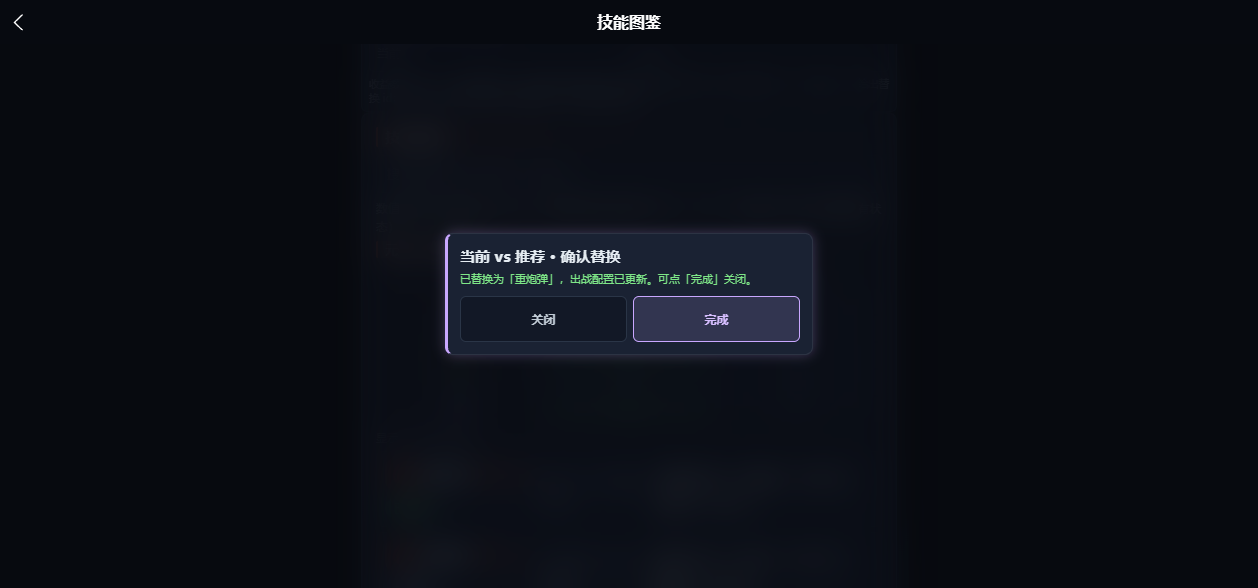 技能图鉴
当前 vs 推荐 • 确认替换
已替换为「重炮弹」，出战配置已更新。可点「完成」关闭。
关闭
完成